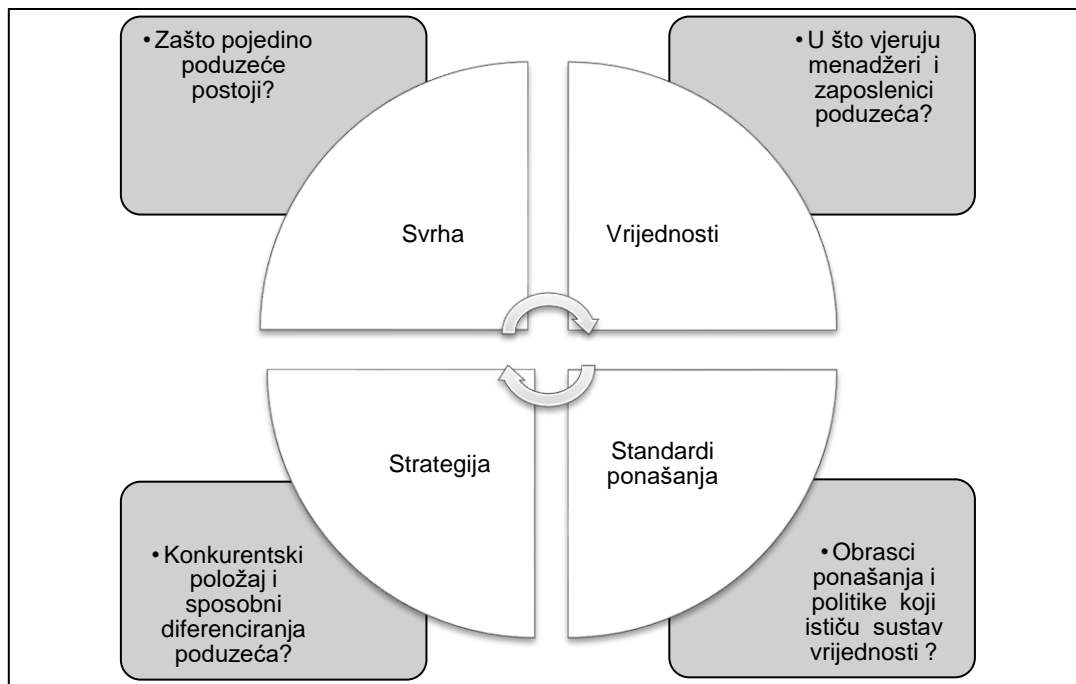 • Zašto pojedino
poduzeće
postoji?
• U što vjeruju
menadžeri i
zaposlenici
poduzeća?
Svrha
Vrijednosti
Strategija
Standardi
ponašanja
• Konkurentski
položaj i
sposobni
diferenciranja
poduzeća?
• Obrasci
ponašanja i
politike koji
ističu sustav
vrijednosti ?